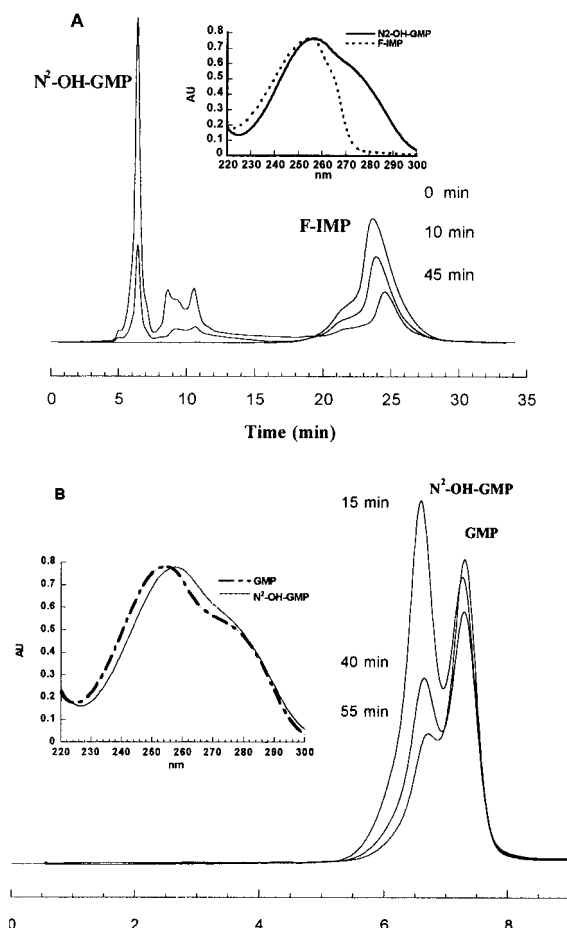 A
N²-OH-GMP
0.8
0.7
0.6
0.5
0.4
0.3
0.2
0.1
0
AU
220 230 240 250 260 270 280 290 300
nm
N2-OH-GMP
F-IMP
0 min
F-IMP
10 min
45 min
0 5 10 15 20 25 30 35
Time (min)
B
15 min
N²-OH-GMP
GMP
0.8
0.7
0.6
0.5
0.4
0.3
0.2
0.1
0
AU
220 230 240 250 260 270 280 290 300
nm
GMP
N²-OH-GMP
40 min
55 min
0 2 4 6 8